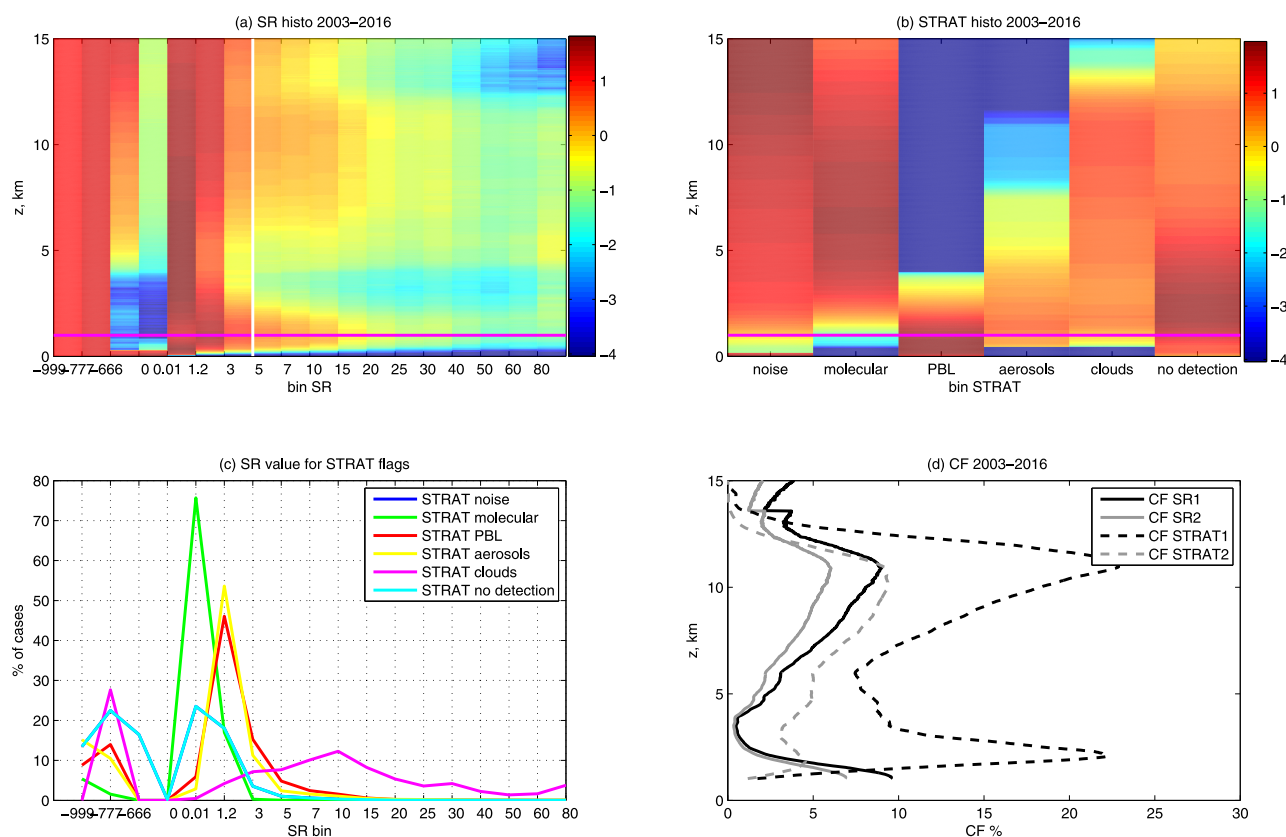 (a) SR histo 2003−2016
15
10
5
0
z, km
−999 −777 −666 0 0.01 1.2 3 5 7 10 15 20 25 30 40 50 60 80
bin SR
1
0
−1
−2
−3
−4
(b) STRAT histo 2003−2016
15
10
5
0
z, km
noise molecular PBL aerosols clouds no detection
bin STRAT
1
0
−1
−2
−3
−4
(c) SR value for STRAT flags
80
70
60
50
40
30
20
10
0
% of cases
STRAT noise
STRAT molecular
STRAT PBL
STRAT aerosols
STRAT clouds
STRAT no detection
−999 −777 −666 0 0.01 1.2 3 5 7 10 15 20 25 30 40 50 60 80
SR bin
(d) CF 2003−2016
15
10
5
0
z, km
CF SR1
CF SR2
CF STRAT1
CF STRAT2
0 5 10 15 20 25 30
CF %